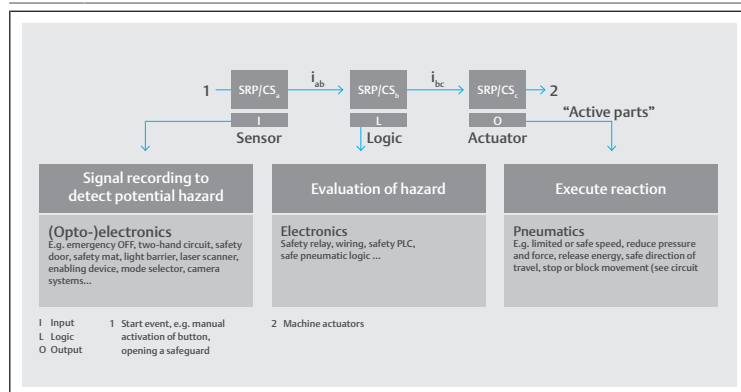 1 SRP/CSa iab SRP/CSb ibc SRP/CSc 2
I L O "Active parts"
Sensor Logic Actuator
Signal recording to
detect potential hazard
(Opto-)electronics
E.g. emergency OFF, two-hand circuit, safety
door, safety mat, light barrier, laser scanner,
enabling device, mode selector, camera
systems...
Evaluation of hazard
Electronics
Safety relay, wiring, safety PLC,
safe pneumatic logic ...
Execute reaction
Pneumatics
E.g. limited or safe speed, reduce pressure
and force, release energy, safe direction of
travel, stop or block movement (see circuit
I Input
L Logic
O Output
1 Start event, e.g. manual
activation of button,
opening a safeguard
2 Machine actuators